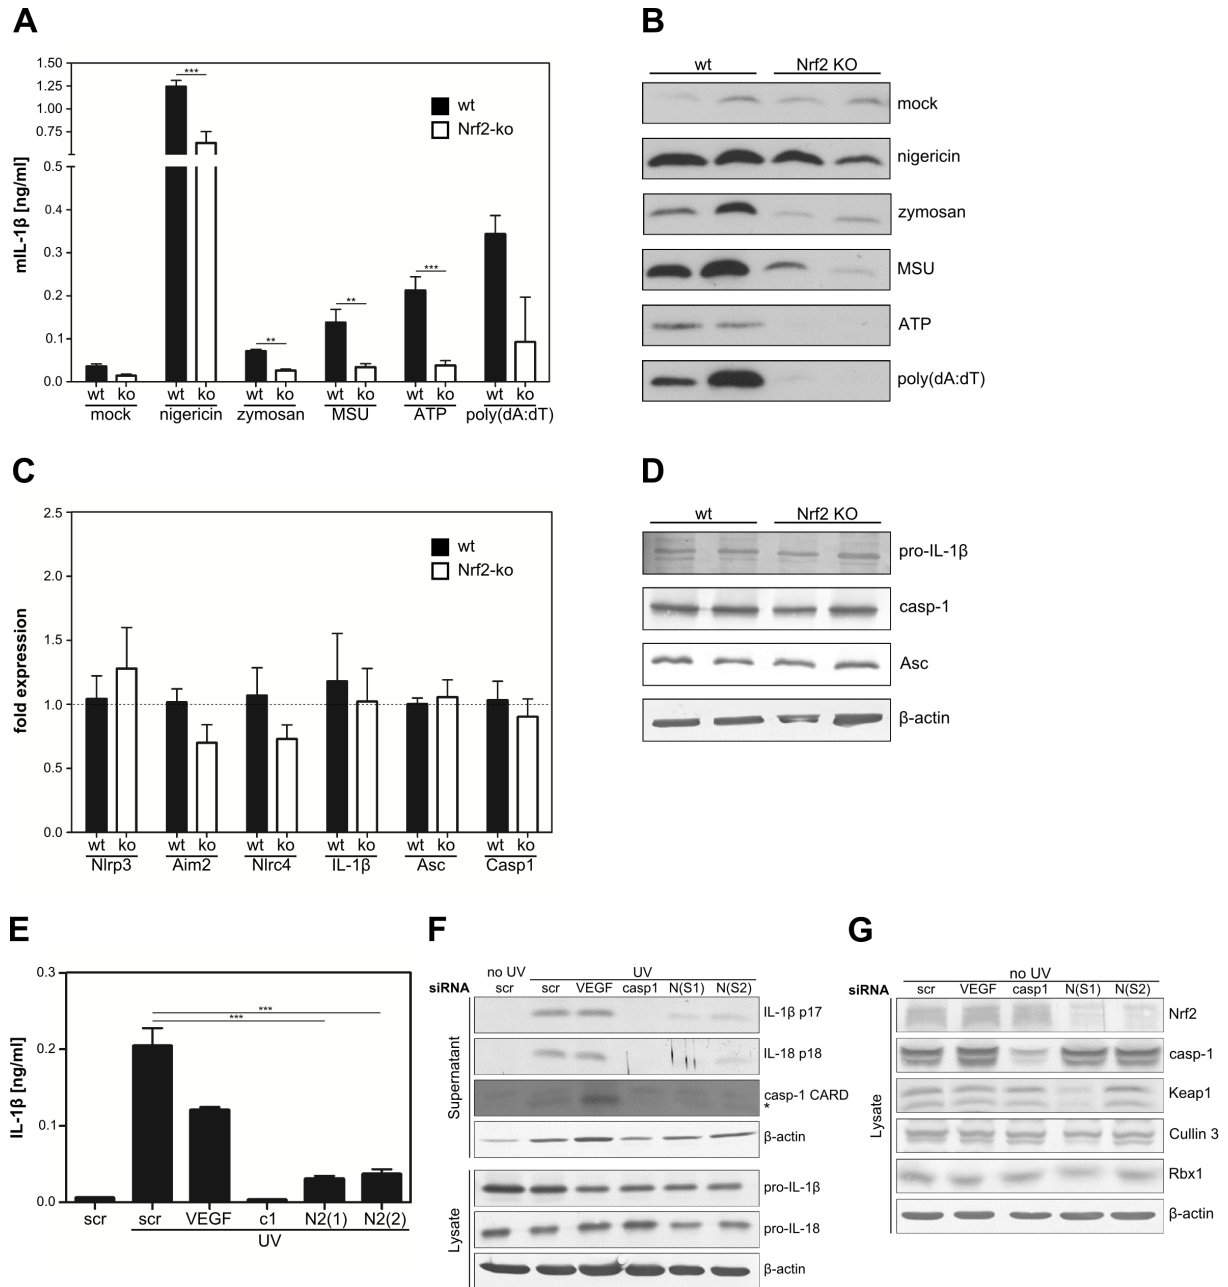 A
mIL-1β [ng/ml]
1.50
1.25
1.00
0.75
0.5
0.4
0.3
0.2
0.1
0.0
***
**
**
***
wt
Nrf2-ko
wt ko wt ko wt ko wt ko wt ko wt ko
mock nigericin zymosan MSU ATP poly(dA:dT)
B
wt Nrf2 KO
mock
nigericin
zymosan
MSU
ATP
poly(dA:dT)
C
fold expression
2.5
2.0
1.5
1.0
0.5
0.0
wt
Nrf2-ko
wt ko wt ko wt ko wt ko wt ko wt ko
Nlrp3 Aim2 Nlrc4 IL-1β Asc Casp1
D
wt Nrf2 KO
pro-IL-1β
casp-1
Asc
β-actin
E
IL-1β [ng/ml]
0.3
0.2
0.1
0.0
***
***
scr scr VEGF c1 N2(1) N2(2)
UV
F
no UV UV
siRNA scr scr VEGF casp1 N(S1) N(S2)
Supernatant
IL-1β p17
IL-18 p18
casp-1 CARD
*
β-actin
Lysate
pro-IL-1β
pro-IL-18
β-actin
G
no UV
siRNA scr VEGF casp1 N(S1) N(S2)
Lysate
Nrf2
casp-1
Keap1
Cullin 3
Rbx1
β-actin